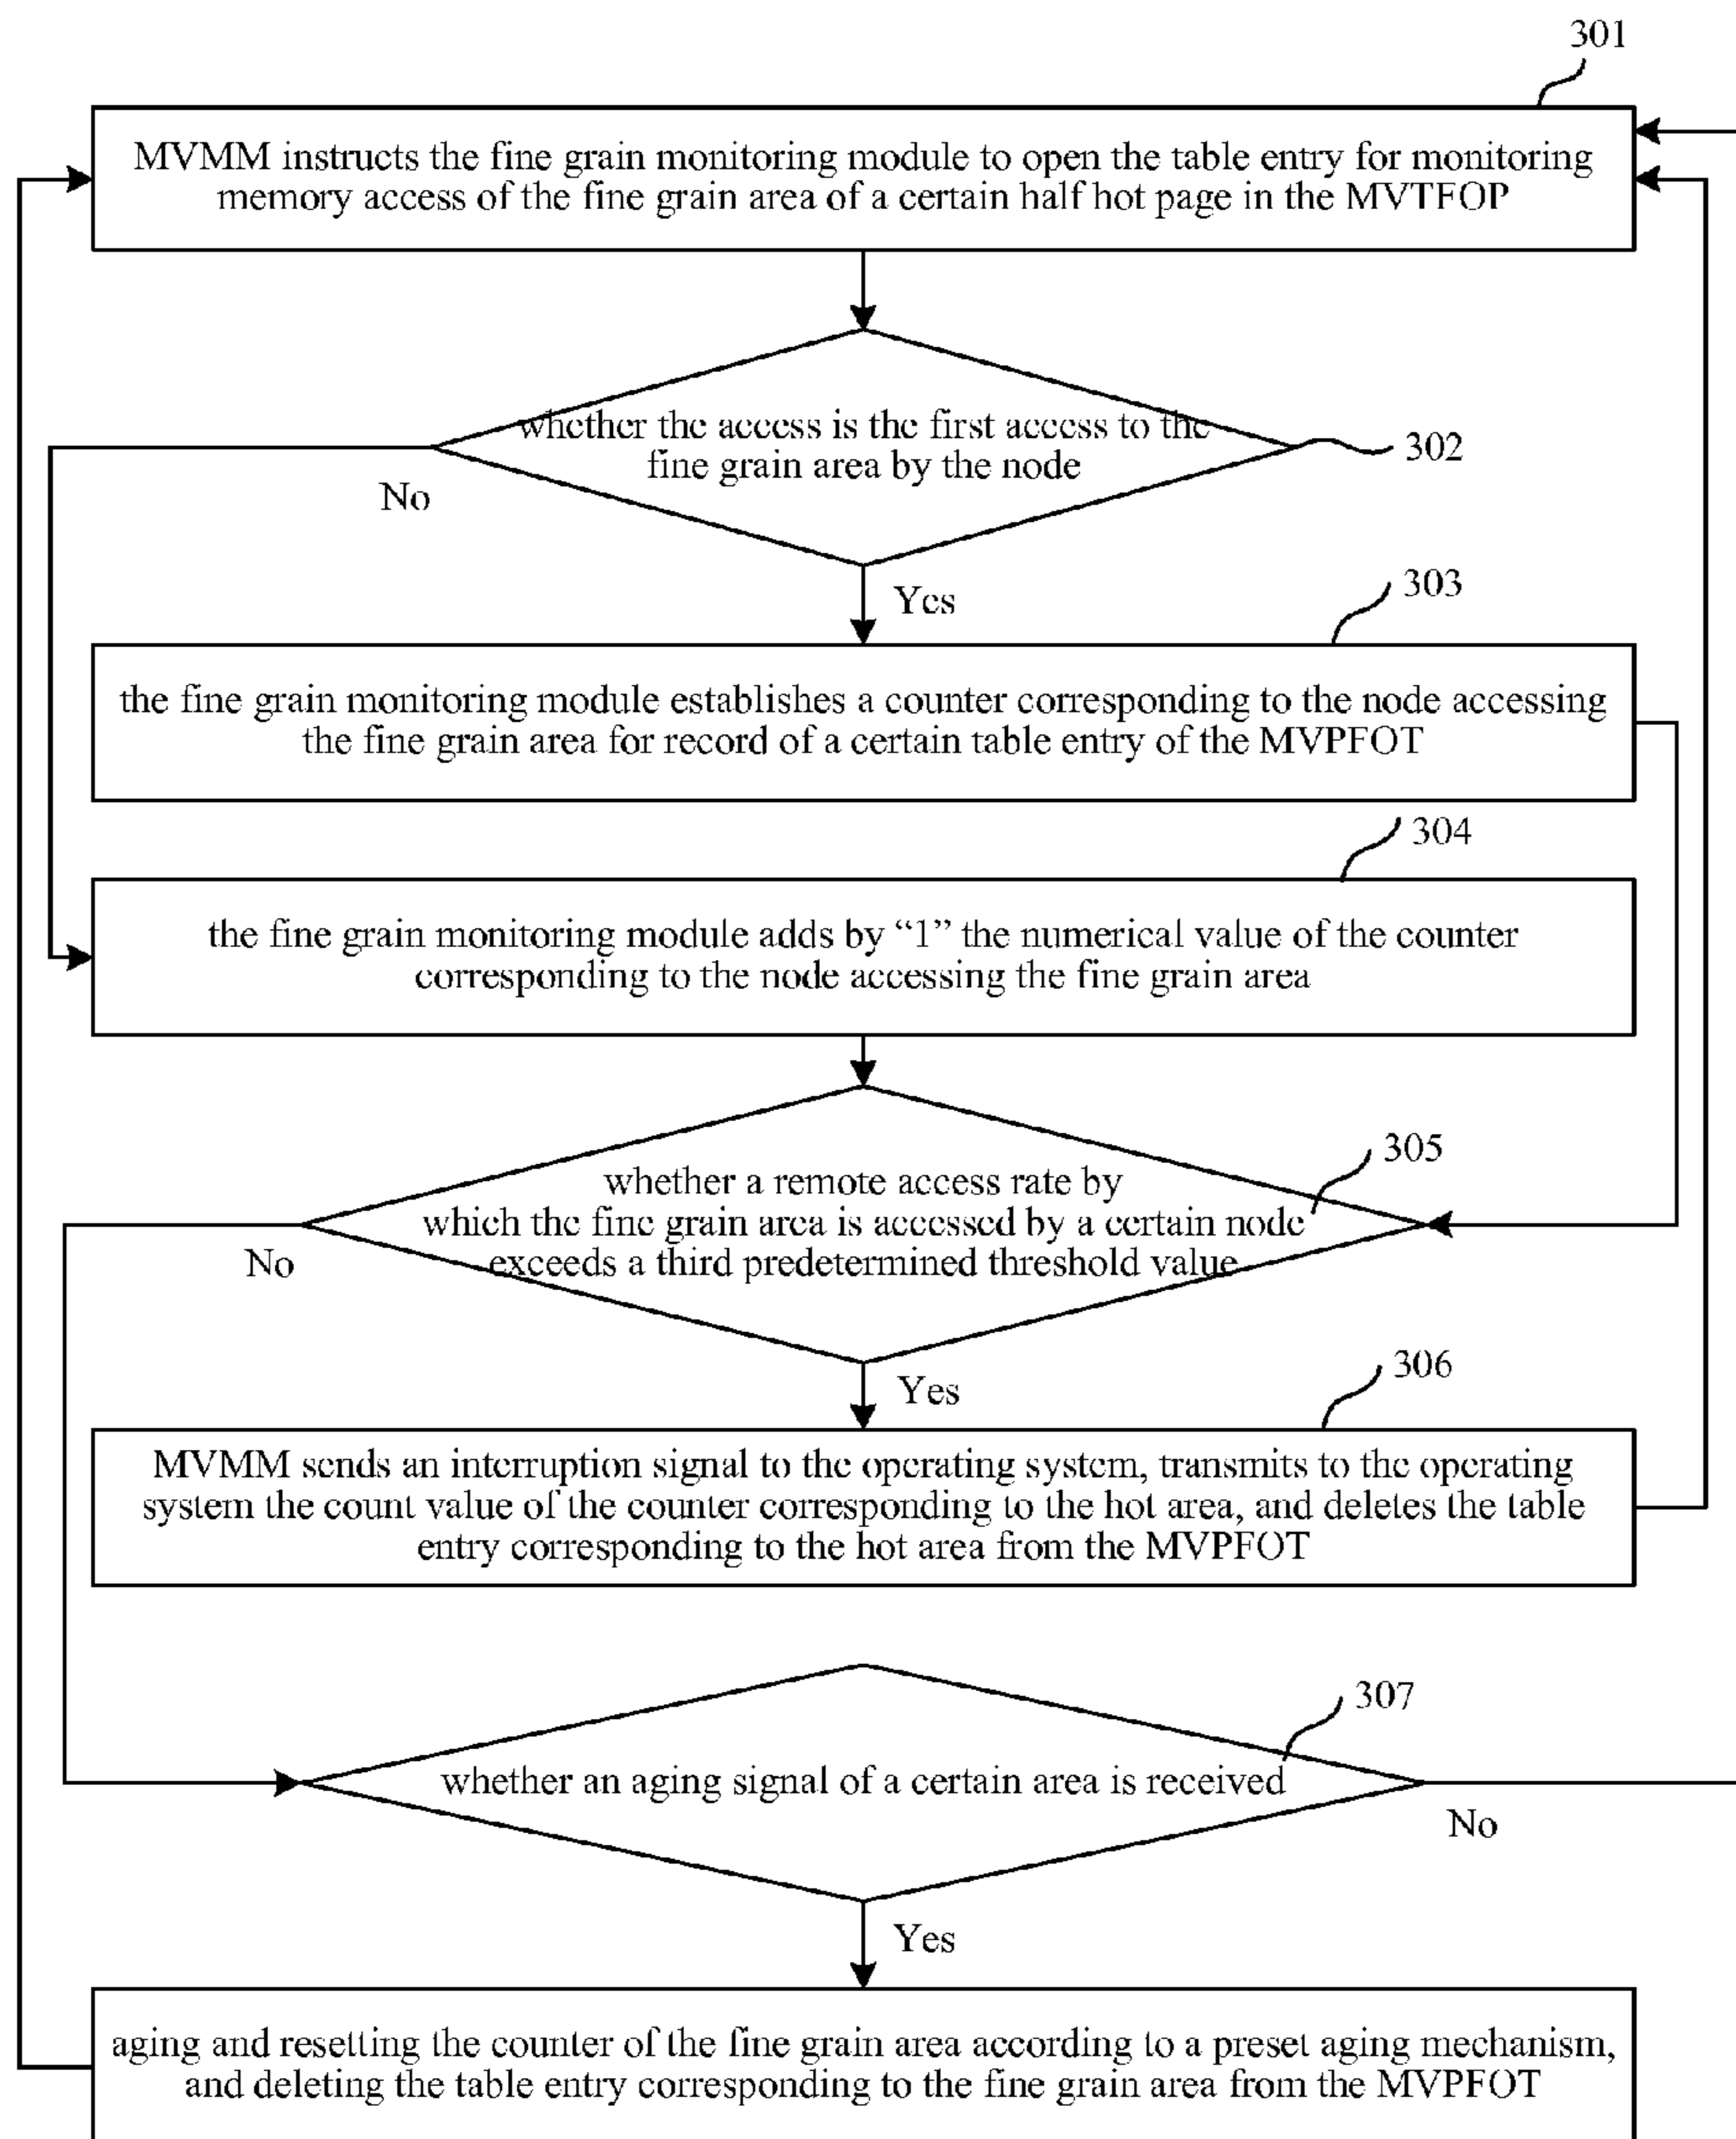 301
MVMM instructs the fine grain monitoring module to open the table entry for monitoring
memory access of the fine grain area of a certain half hot page in the MVTFOP
whether the access is the first access to the
fine grain area by the node
302
No
Yes
303
the fine grain monitoring module establishes a counter corresponding to the node accessing
the fine grain area for record of a certain table entry of the MVPFOT
304
the fine grain monitoring module adds by “1” the numerical value of the counter
corresponding to the node accessing the fine grain area
305
whether a remote access rate by
which the fine grain area is accessed by a certain node
exceeds a third predetermined threshold value
No
Yes
306
MVMM sends an interruption signal to the operating system, transmits to the operating
system the count value of the counter corresponding to the hot area, and deletes the table
entry corresponding to the hot area from the MVPFOT
307
whether an aging signal of a certain area is received
No
Yes
aging and resetting the counter of the fine grain area according to a preset aging mechanism,
and deleting the table entry corresponding to the fine grain area from the MVPFOT